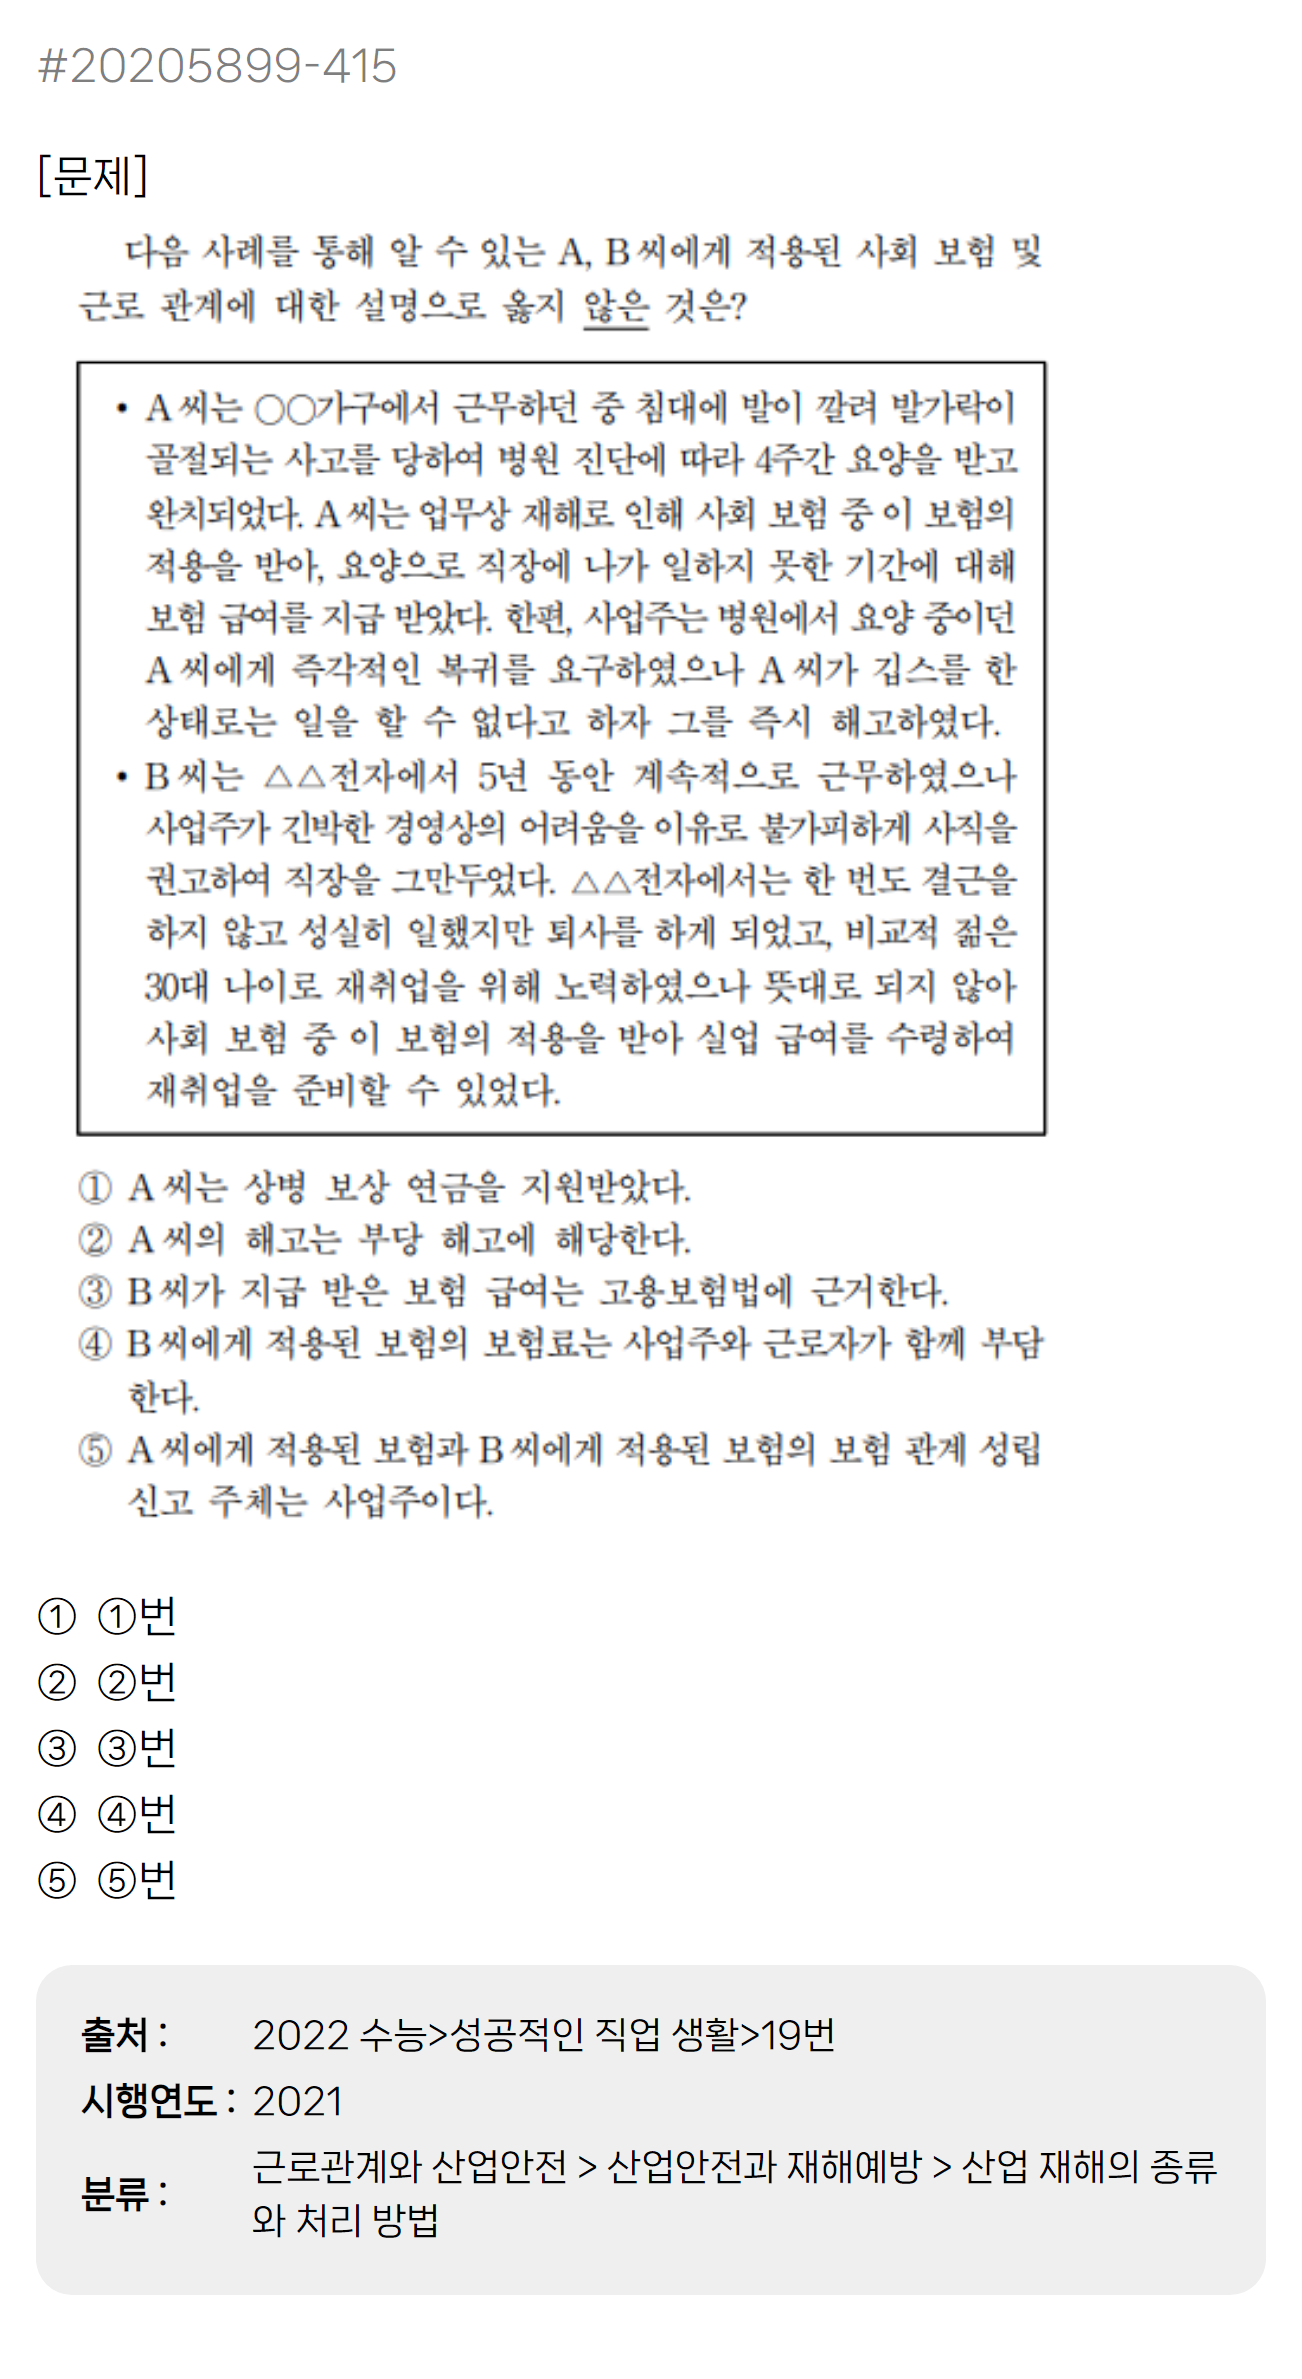 #20205899-415
[문제]
다음 사례를 통해 알 수 있는 A, B씨에게 적용된 사회 보험 및
근로 관계에 대한 설명으로 옳지 않은 것은?
• A씨는 ○○가구에서 근무하던 중 침대에 발이 깔려 발가락이
골절되는 사고를 당하여 병원 진단에 따라 4주간 요양을 받고
완치되었다. A씨는 업무상 재해로 인해 사회 보험 중 이 보험의
적용을 받아, 요양으로 직장에 나가 일하지 못한 기간에 대해
보험 급여를 지급 받았다. 한편, 사업주는 병원에서 요양 중이던
A씨에게 즉각적인 복귀를 요구하였으나 A씨가 깁스를 한
상태로는 일을 할 수 없다고 하자 그를 즉시 해고하였다.
• B씨는 △△전자에서 5년 동안 계속적으로 근무하였으나
사업주가 긴박한 경영상의 어려움을 이유로 불가피하게 사직을
권고하여 직장을 그만두었다. △△전자에서는 한 번도 결근을
하지 않고 성실히 일했지만 퇴사를 하게 되었고, 비교적 젊은
30대 나이로 재취업을 위해 노력하였으나 뜻대로 되지 않아
사회 보험 중 이 보험의 적용을 받아 실업 급여를 수령하여
재취업을 준비할 수 있었다.
① A씨는 상병 보상 연금을 지원받았다.
② A씨의 해고는 부당 해고에 해당한다.
③ B씨가 지급 받은 보험 급여는 고용보험법에 근거한다.
④ B씨에게 적용된 보험의 보험료는 사업주와 근로자가 함께 부담
한다.
⑤ A씨에게 적용된 보험과 B씨에게 적용된 보험의 보험 관계 성립
신고 주체는 사업주이다.
① ①번
② ②번
③ ③번
④ ④번
⑤ ⑤번
출처 : 2022 수능>성공적인 직업 생활>19번
시행연도 : 2021
분류 : 근로관계와 산업안전 > 산업안전과 재해예방 > 산업 재해의 종류
와 처리 방법